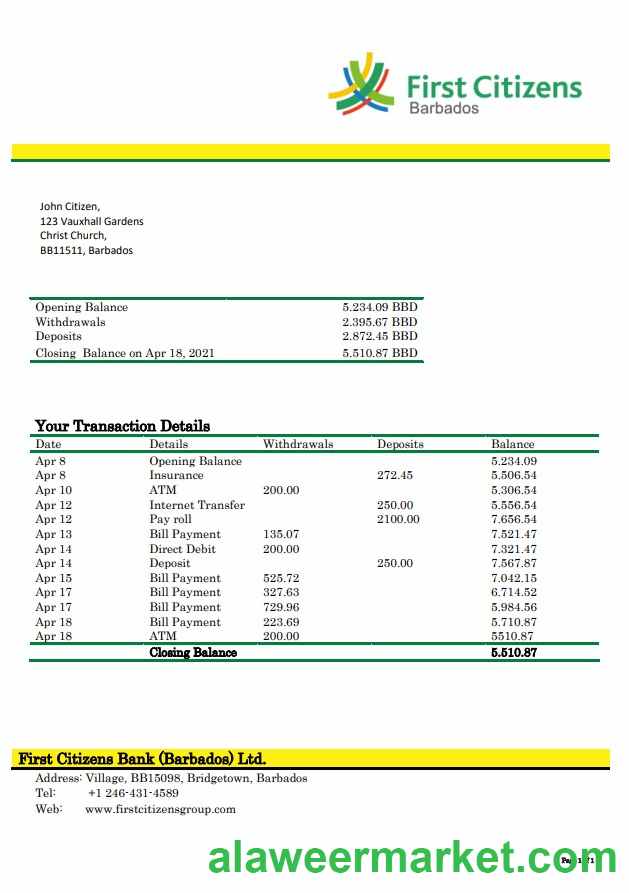 First Citizens
Barbados
John Citizen,
123 Vauxhall Gardens
Christ Church,
BB11511, Barbados
Opening Balance 5.234.09 BBD
Withdrawals 2.395.67 BBD
Deposits 2.872.45 BBD
Closing Balance on Apr 18, 2021 5.510.87 BBD
Your Transaction Details
Date Details Withdrawals Deposits Balance
Apr 8 Opening Balance 5.234.09
Apr 8 Insurance 272.45 5.506.54
Apr 10 ATM 200.00 5.306.54
Apr 12 Internet Transfer 250.00 5.556.54
Apr 12 Pay roll 2100.00 7.656.54
Apr 13 Bill Payment 135.07 7.521.47
Apr 14 Direct Debit 200.00 7.321.47
Apr 14 Deposit 250.00 7.567.87
Apr 15 Bill Payment 525.72 7.042.15
Apr 17 Bill Payment 327.63 6.714.52
Apr 17 Bill Payment 729.96 5.984.56
Apr 18 Bill Payment 223.69 5.710.87
Apr 18 ATM 200.00 5510.87
Closing Balance 5.510.87
First Citizens Bank (Barbados) Ltd.
Address: Village, BB15098, Bridgetown, Barbados
Tel: +1 246-431-4589
Web: www.firstcitizensgroup.com
alaweermarket.com